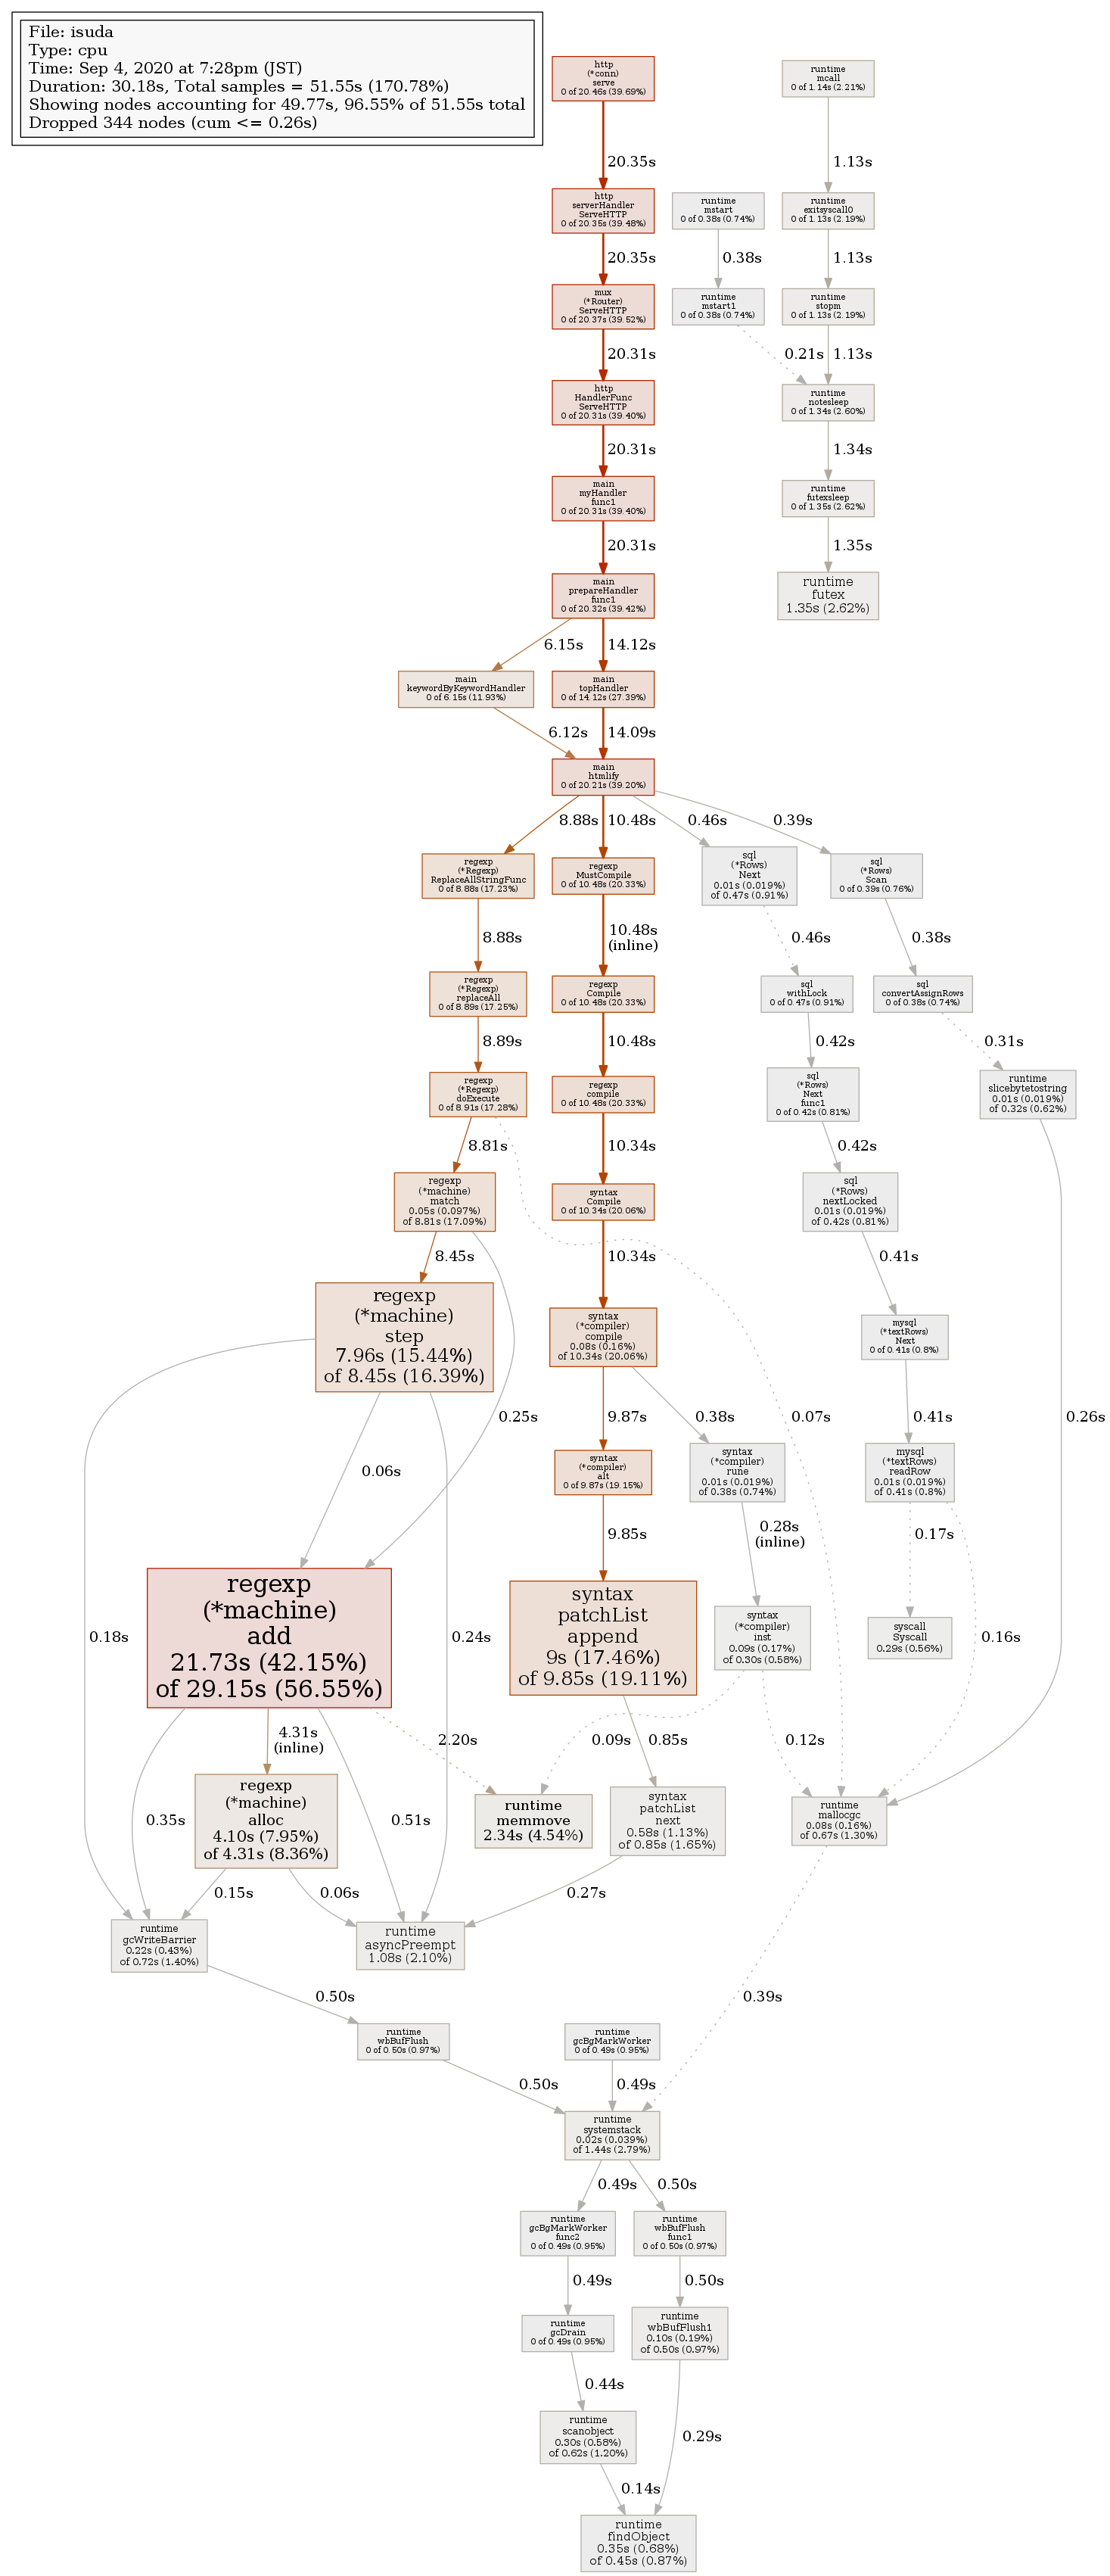 File: isuda
Type: cpu
Time: Sep 4, 2020 at 7:28pm (JST)
Duration: 30.18s, Total samples = 51.55s (170.78%)
Showing nodes accounting for 49.77s, 96.55% of 51.55s total
Dropped 344 nodes (cum <= 0.26s)
http
(*conn)
serve
0 of 20.46s (39.69%)
runtime
mcall
0 of 1.14s (2.21%)
20.35s
1.13s
http
serverHandler
ServeHTTP
0 of 20.35s (39.48%)
runtime
mstart
0 of 0.38s (0.74%)
runtime
exitsyscall0
0 of 1.13s (2.19%)
20.35s
0.38s
1.13s
mux
(*Router)
ServeHTTP
0 of 20.37s (39.52%)
runtime
mstart1
0 of 0.38s (0.74%)
runtime
stopm
0 of 1.13s (2.19%)
20.31s
0.21s
1.13s
http
HandlerFunc
ServeHTTP
0 of 20.31s (39.40%)
runtime
notesleep
0 of 1.34s (2.60%)
20.31s
1.34s
main
myHandler
func1
0 of 20.31s (39.40%)
runtime
futexsleep
0 of 1.35s (2.62%)
20.31s
1.35s
main
prepareHandler
func1
0 of 20.32s (39.42%)
runtime
futex
1.35s (2.62%)
6.15s
14.12s
main
keywordByKeywordHandler
0 of 6.15s (11.93%)
main
topHandler
0 of 14.12s (27.39%)
6.12s
14.09s
main
htmlify
0 of 20.21s (39.20%)
8.88s
10.48s
0.46s
0.39s
regexp
(*Regexp)
ReplaceAllStringFunc
0 of 8.88s (17.23%)
regexp
MustCompile
0 of 10.48s (20.33%)
sql
(*Rows)
Next
0.01s (0.019%)
of 0.47s (0.91%)
sql
(*Rows)
Scan
0 of 0.39s (0.76%)
8.88s
10.48s
(inline)
0.46s
0.38s
regexp
(*Regexp)
replaceAll
0 of 8.89s (17.25%)
regexp
Compile
0 of 10.48s (20.33%)
sql
withLock
0 of 0.47s (0.91%)
sql
convertAssignRows
0 of 0.38s (0.74%)
8.89s
10.48s
0.42s
0.31s
regexp
(*Regexp)
doExecute
0 of 8.91s (17.28%)
regexp
compile
0 of 10.48s (20.33%)
sql
(*Rows)
Next
func1
0 of 0.42s (0.81%)
runtime
slicebytetostring
0.01s (0.019%)
of 0.32s (0.62%)
8.81s
10.34s
0.42s
regexp
(*machine)
match
0.05s (0.097%)
of 8.81s (17.09%)
syntax
Compile
0 of 10.34s (20.06%)
sql
(*Rows)
nextLocked
0.01s (0.019%)
of 0.42s (0.81%)
8.45s
10.34s
0.41s
regexp
(*machine)
step
7.96s (15.44%)
of 8.45s (16.39%)
syntax
(*compiler)
compile
0.08s (0.16%)
of 10.34s (20.06%)
mysql
(*textRows)
Next
0 of 0.41s (0.8%)
0.25s
9.87s
0.38s
0.07s
0.41s
0.26s
0.06s
syntax
(*compiler)
alt
0 of 9.87s (19.15%)
syntax
(*compiler)
rune
0.01s (0.019%)
of 0.38s (0.74%)
mysql
(*textRows)
readRow
0.01s (0.019%)
of 0.41s (0.8%)
9.85s
0.28s
(inline)
0.17s
regexp
(*machine)
add
21.73s (42.15%)
of 29.15s (56.55%)
syntax
patchList
append
9s (17.46%)
of 9.85s (19.11%)
syntax
(*compiler)
inst
0.09s (0.17%)
of 0.30s (0.58%)
syscall
Syscall
0.29s (0.56%)
0.18s
0.24s
0.16s
4.31s
(inline)
2.20s
0.09s
0.85s
0.12s
regexp
(*machine)
alloc
4.10s (7.95%)
of 4.31s (8.36%)
runtime
memmove
2.34s (4.54%)
syntax
patchList
next
0.58s (1.13%)
of 0.85s (1.65%)
runtime
mallocgc
0.08s (0.16%)
of 0.67s (1.30%)
0.35s
0.51s
0.15s
0.06s
0.27s
runtime
gcWriteBarrier
0.22s (0.43%)
of 0.72s (1.40%)
runtime
asyncPreempt
1.08s (2.10%)
0.50s
0.39s
runtime
wbBufFlush
0 of 0.50s (0.97%)
runtime
gcBgMarkWorker
0 of 0.49s (0.95%)
0.50s
0.49s
runtime
systemstack
0.02s (0.039%)
of 1.44s (2.79%)
0.49s
0.50s
runtime
gcBgMarkWorker
func2
0 of 0.49s (0.95%)
runtime
wbBufFlush
func1
0 of 0.50s (0.97%)
0.49s
0.50s
runtime
gcDrain
0 of 0.49s (0.95%)
runtime
wbBufFlush1
0.10s (0.19%)
of 0.50s (0.97%)
0.44s
0.29s
runtime
scanobject
0.30s (0.58%)
of 0.62s (1.20%)
0.14s
runtime
findObject
0.35s (0.68%)
of 0.45s (0.87%)